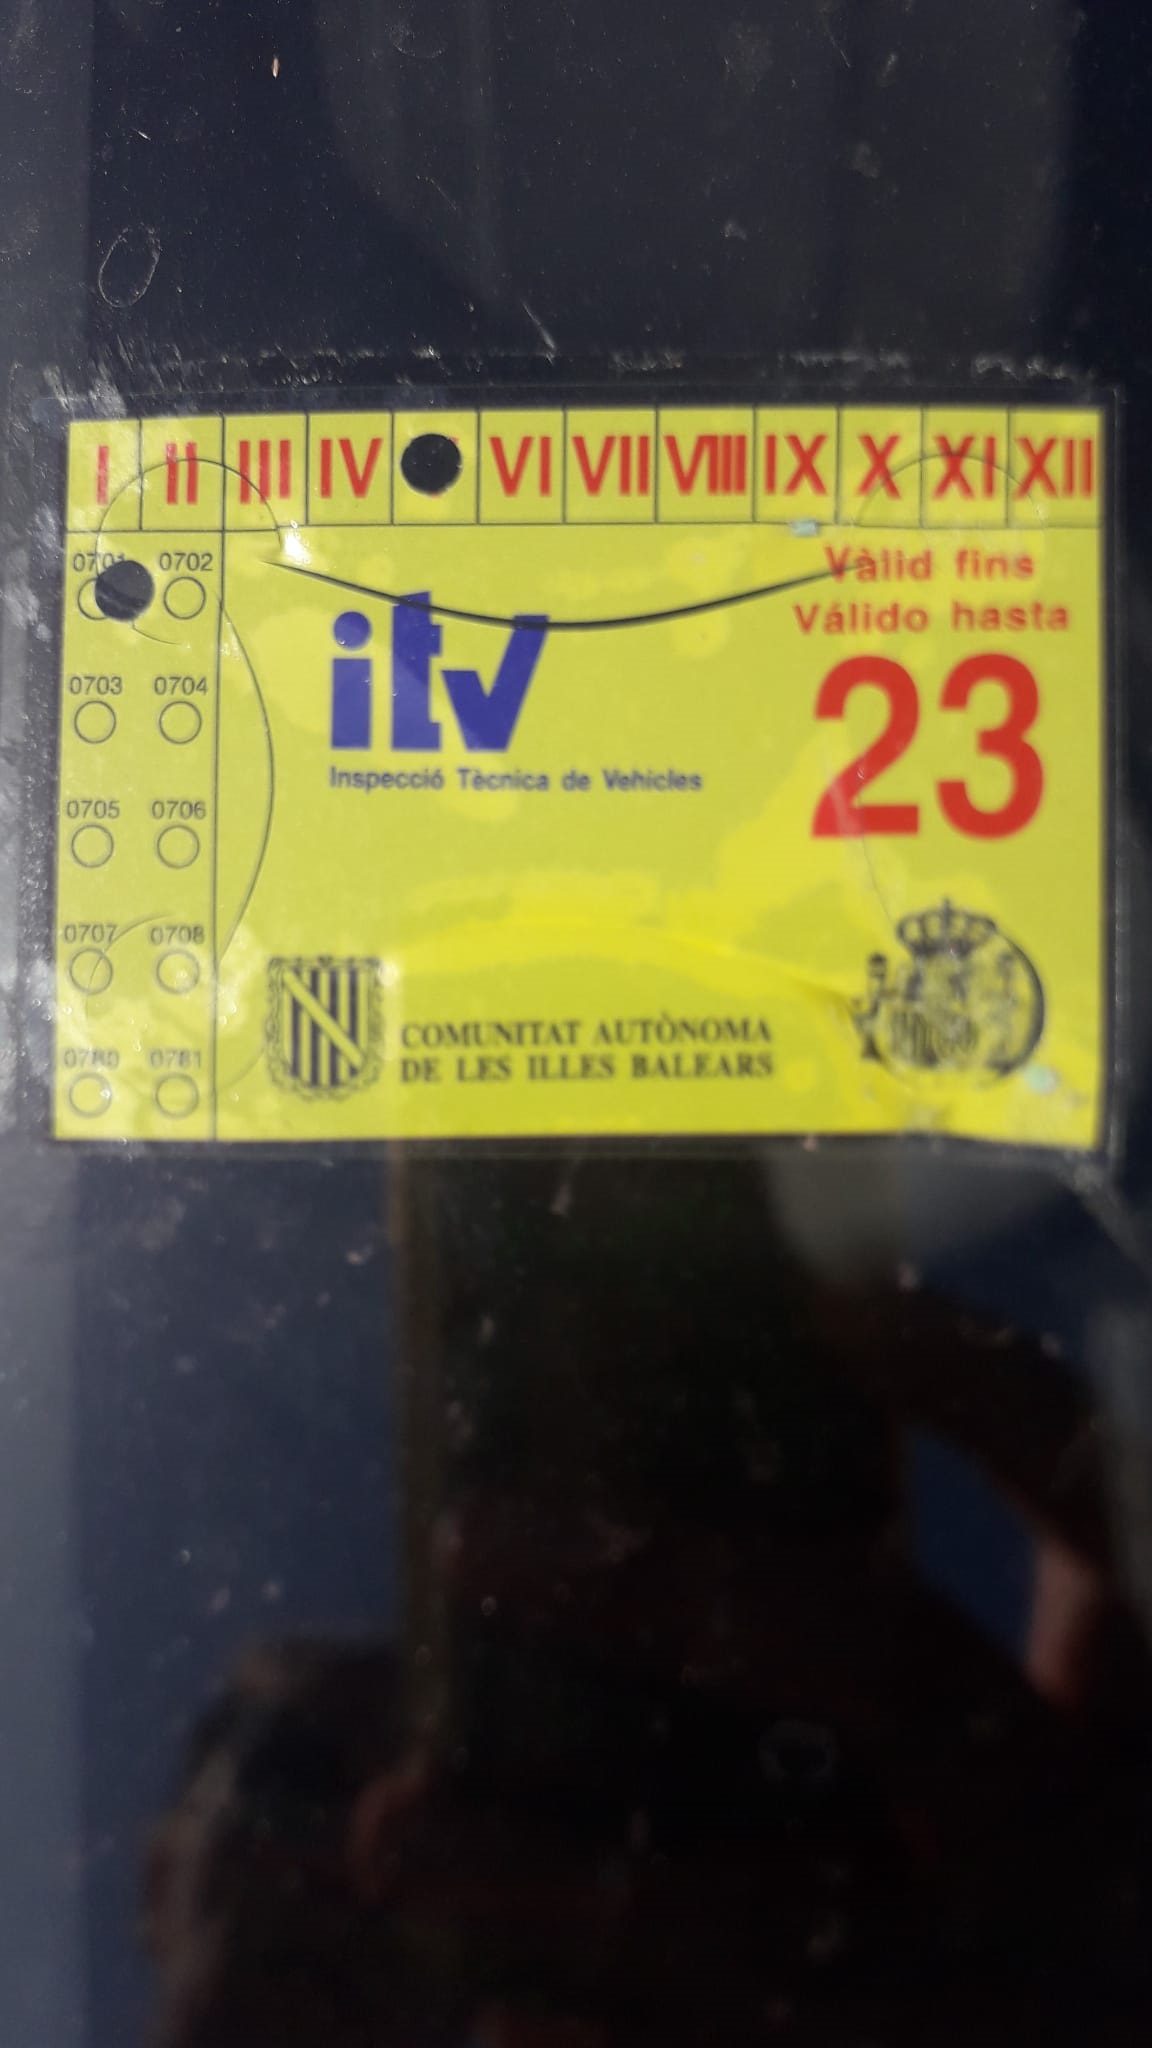 I II III IV VI VII VIII IX X XI XII
0701 0702
0703 0704
0705 0706
0707 0708
0780 0781
itv
Inspecció Tècnica de Vehicles
Vàlid fins
Válido hasta
23
COMUNITAT AUTÒNOMA
DE LES ILLES BALEARS